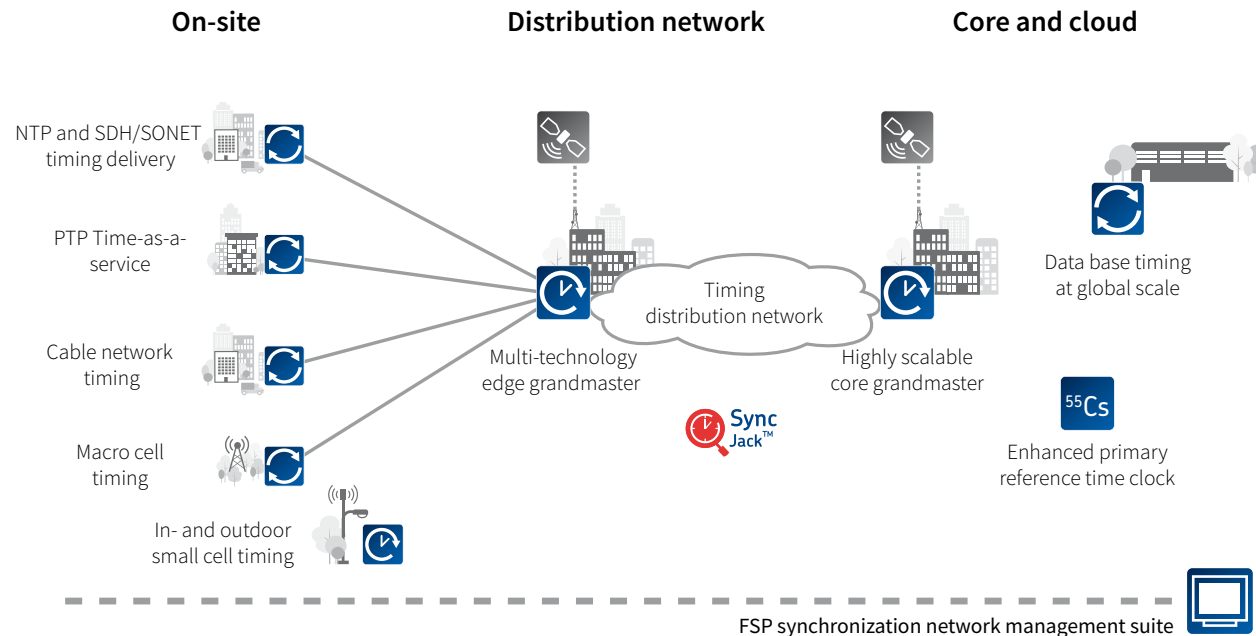 On-site
Distribution network
Core and cloud
NTP and SDH/SONET
timing delivery
PTP Time-as-a-
service
Cable network
timing
Macro cell
timing
In- and outdoor
small cell timing
Multi-technology
edge grandmaster
Timing
distribution network
Sync
Jack™
Highly scalable
core grandmaster
Data base timing
at global scale
⁵⁵Cs
Enhanced primary
reference time clock
FSP synchronization network management suite